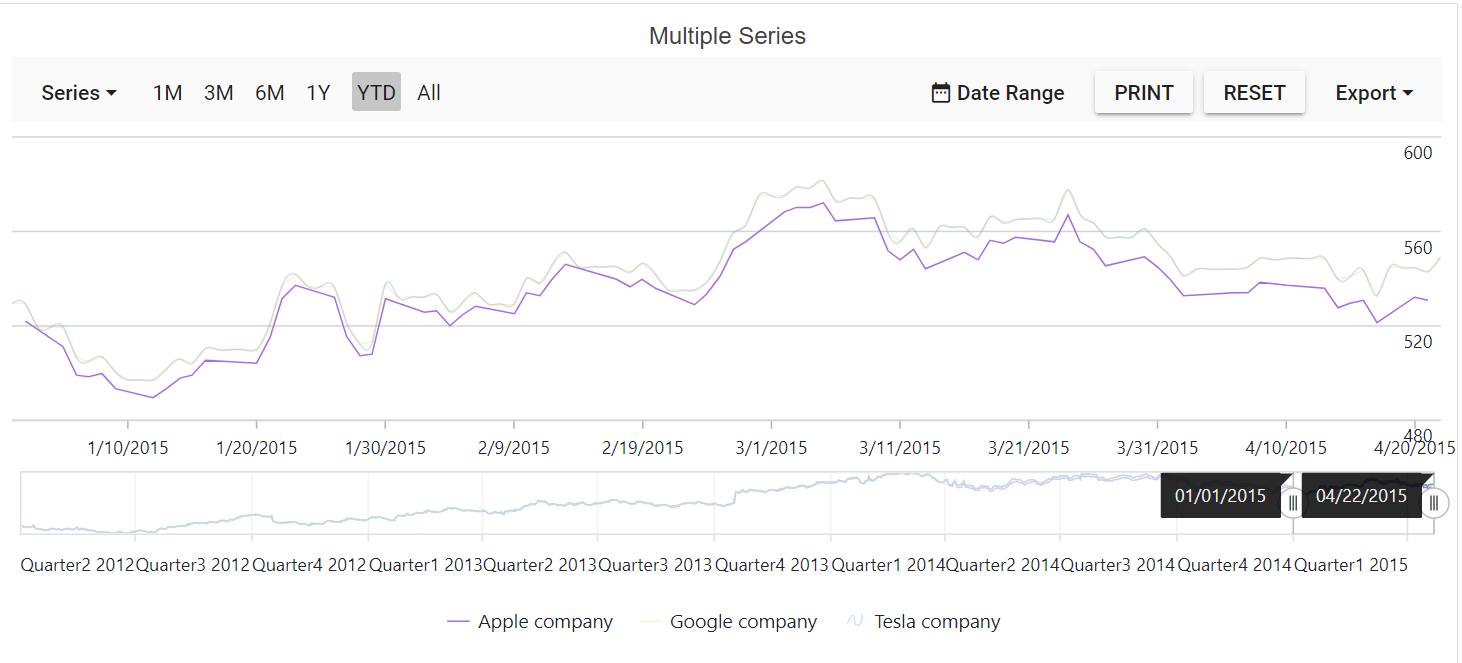 Multiple Series
Series 1M 3M 6M 1Y YTD All Date Range PRINT RESET Export
600
560
520
480
1/10/2015 1/20/2015 1/30/2015 2/9/2015 2/19/2015 3/1/2015 3/11/2015 3/21/2015 3/31/2015 4/10/2015 4/20/2015
01/01/2015 04/22/2015
Quarter2 2012 Quarter3 2012 Quarter4 2012 Quarter1 2013 Quarter2 2013 Quarter3 2013 Quarter4 2013 Quarter1 2014 Quarter2 2014 Quarter3 2014 Quarter4 2014 Quarter1 2015
Apple company Google company Tesla company